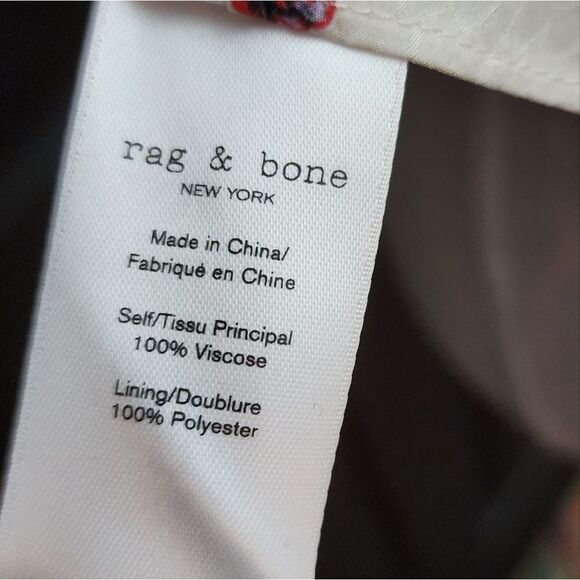 rag & bone
NEW YORK
Made in China/
Fabriqué en Chine
Self/Tissu Principal
100% Viscose
Lining/Doublure
100% Polyester